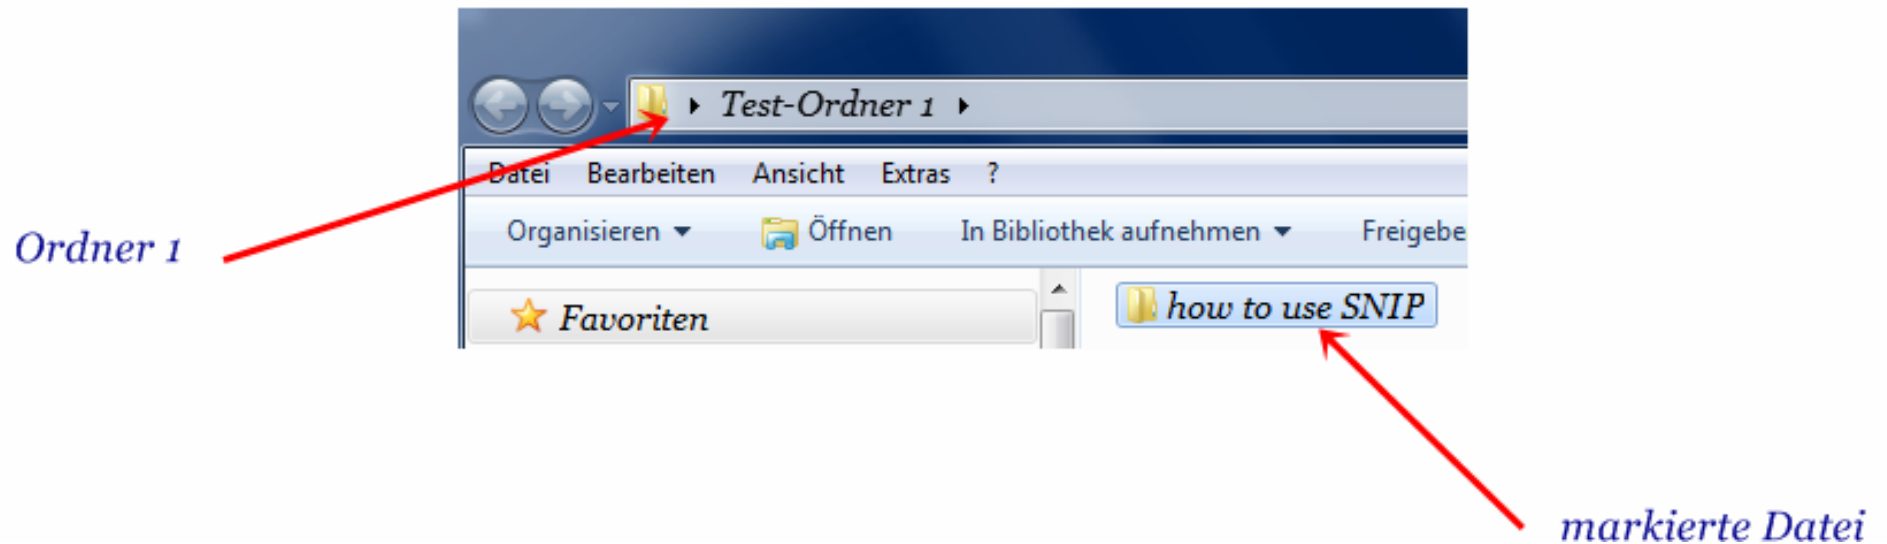 Test-Ordner 1
Datei Bearbeiten Ansicht Extras ?
Organisieren Öffnen In Bibliothek aufnehmen Freigebe
Ordner 1
Favoriten how to use SNIP
markierte Datei